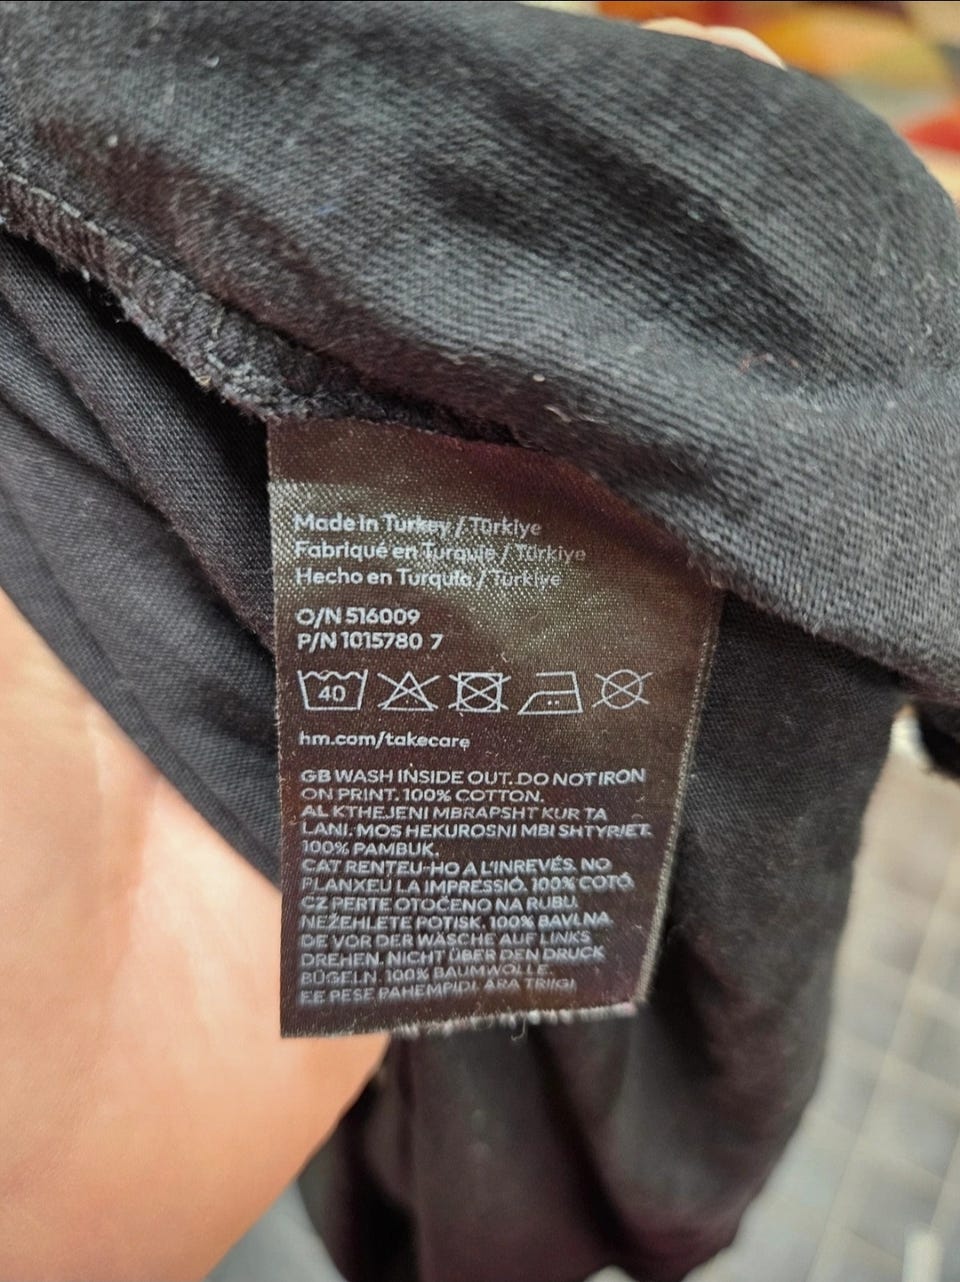 Made in Turkey / Türkiye
Fabriqué en Turquie / Türkiye
Hecho en Turquía / Türkiye
O/N 516009
P/N 1015780 7
40
hm.com/takecare
GB WASH INSIDE OUT. DO NOT IRON
ON PRINT. 100% COTTON.
AL KTHEJENI MBRAPSHT KUR TA
LANI. MOS HEKUROSNI MBI SHTYPJET.
100% PAMBUK.
CAT RENTEU-HO A L'INREVÉS. NO
PLANXEU LA IMPRESSIÓ. 100% COTÓ.
CZ PERTE OTOČENO NA RUBU.
NEŽEHLETE POTISK. 100% BAVLNA
DE VOR DER WÄSCHE AUF LINKS
DREHEN. NICHT ÜBER DEN DRUCK
BÜGELN. 100% BAUMWOLLE.
EE PESE PAHEMPIDI. ÄRA TRIIGI